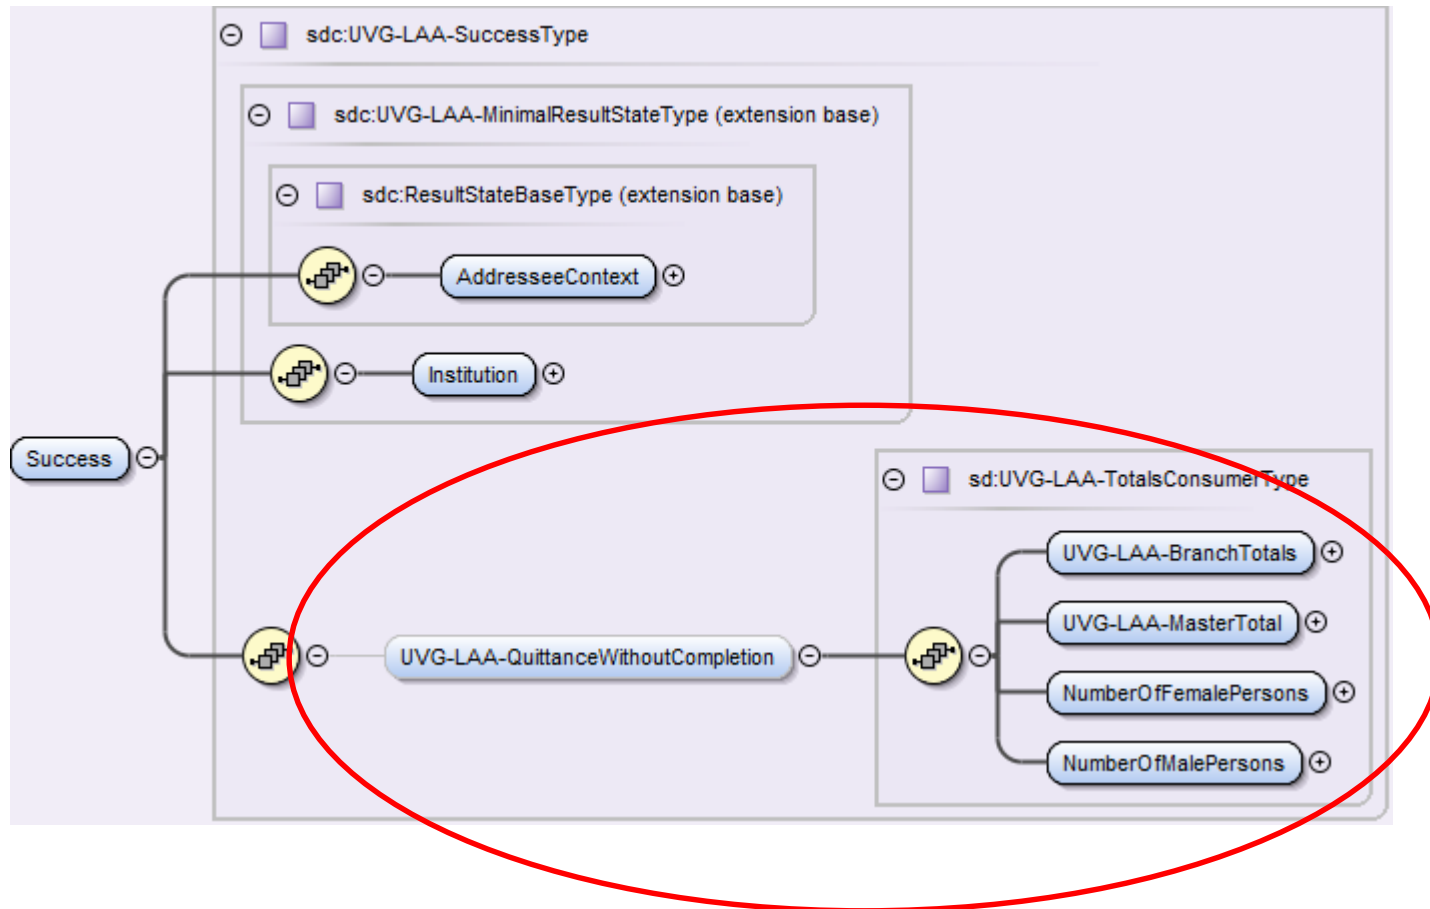 sdc:UVG-LAA-SuccessType
sdc:UVG-LAA-MinimalResultStateType (extension base)
sdc:ResultStateBaseType (extension base)
AddresseeContext
Institution
Success
sd:UVG-LAA-TotalsConsumerType
UVG-LAA-BranchTotals
UVG-LAA-MasterTotal
UVG-LAA-QuittanceWithoutCompletion
NumberOfFemalePersons
NumberOfMalePersons